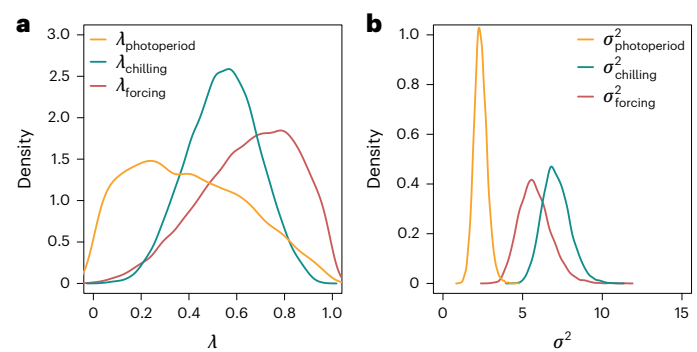 a
3.0
2.5
2.0
1.5
1.0
0.5
0
Density
λphotoperiod
λchilling
λforcing
0 0.2 0.4 0.6 0.8 1.0
λ
b
1.0
0.8
0.6
0.4
0.2
0
Density
σ²photoperiod
σ²chilling
σ²forcing
0 5 10 15
σ²